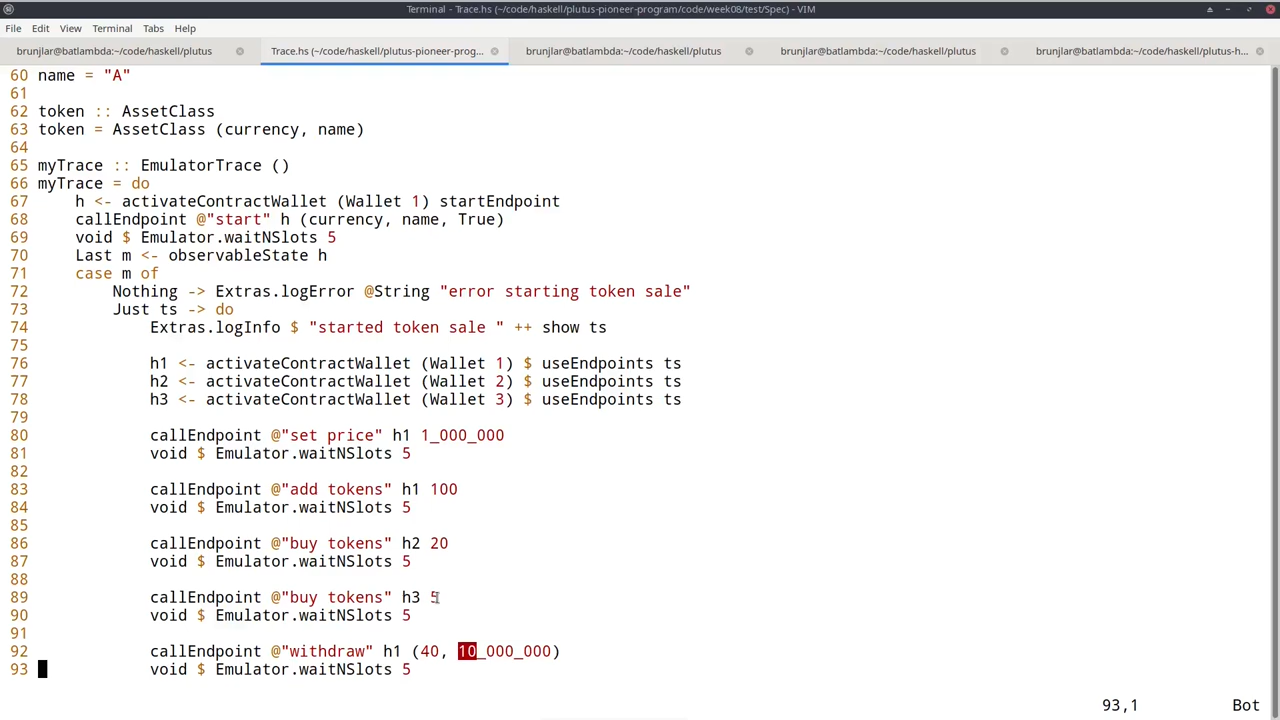 Terminal - Trace.hs (~/code/haskell/plutus-pioneer-program/code/week08/test/Spec) - VIM
File Edit View Terminal Tabs Help
brunjlar@batlambda:~/code/haskell/plutus Trace.hs (~/code/haskell/plutus-pioneer-prog... brunjlar@batlambda:~/code/haskell/plutus brunjlar@batlambda:~/code/haskell/plutus brunjlar@batlambda:~/code/haskell/plutus-h...
60 name = "A"
61
62 token :: AssetClass
63 token = AssetClass (currency, name)
64
65 myTrace :: EmulatorTrace ()
66 myTrace = do
67     h <- activateContractWallet (Wallet 1) startEndpoint
68     callEndpoint @"start" h (currency, name, True)
69     void $ Emulator.waitNSlots 5
70     Last m <- observableState h
71     case m of
72         Nothing -> Extras.logError @String "error starting token sale"
73         Just ts -> do
74             Extras.logInfo $ "started token sale " ++ show ts
75
76             h1 <- activateContractWallet (Wallet 1) $ useEndpoints ts
77             h2 <- activateContractWallet (Wallet 2) $ useEndpoints ts
78             h3 <- activateContractWallet (Wallet 3) $ useEndpoints ts
79
80             callEndpoint @"set price" h1 1_000_000
81             void $ Emulator.waitNSlots 5
82
83             callEndpoint @"add tokens" h1 100
84             void $ Emulator.waitNSlots 5
85
86             callEndpoint @"buy tokens" h2 20
87             void $ Emulator.waitNSlots 5
88
89             callEndpoint @"buy tokens" h3 5
90             void $ Emulator.waitNSlots 5
91
92             callEndpoint @"withdraw" h1 (40, 10_000_000)
93             void $ Emulator.waitNSlots 5
93,1 Bot